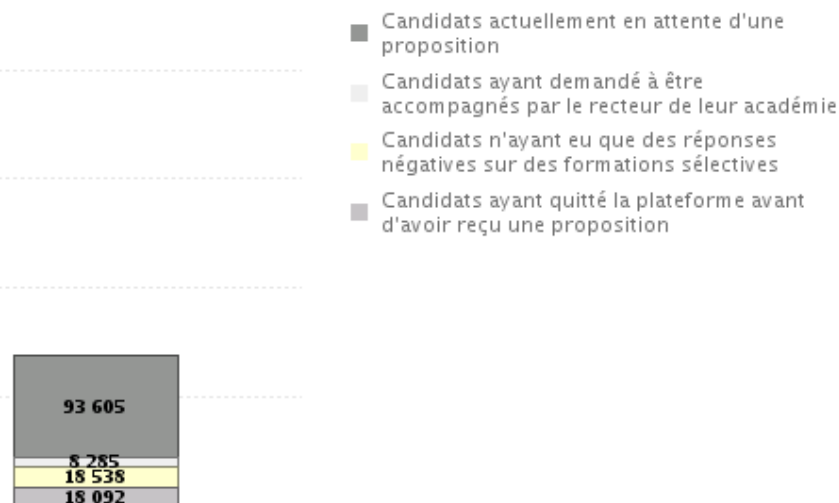 Candidats actuellement en attente d'une
proposition
Candidats ayant demandé à être
accompagnés par le recteur de leur académie
Candidats n'ayant eu que des réponses
négatives sur des formations sélectives
Candidats ayant quitté la plateforme avant
d'avoir reçu une proposition
93 605
8 285
18 538
18 092